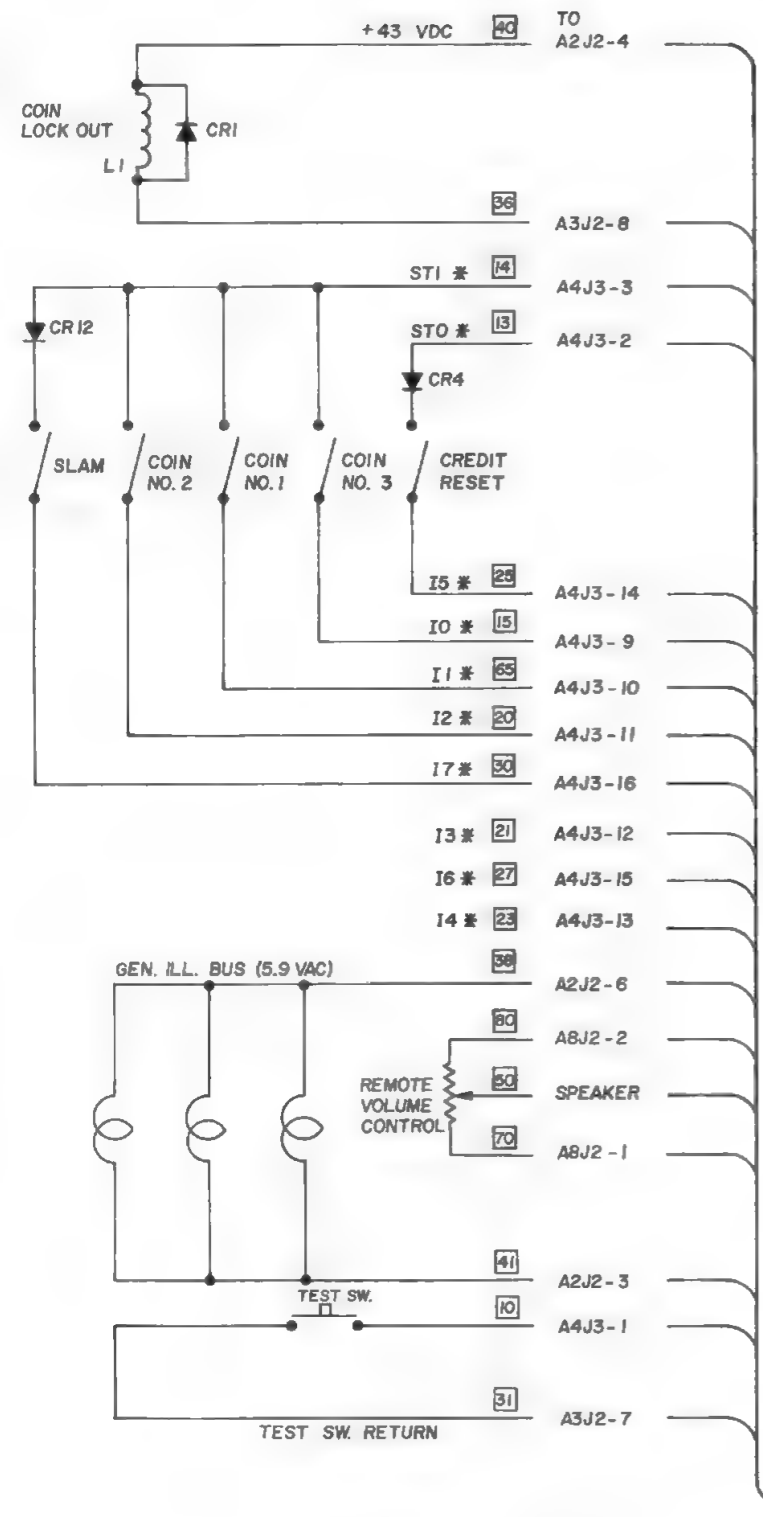 TO
+43 VDC 40 A2J2-4
COIN
LOCK OUT
CR1
L1
36 A3J2-8
ST1 * 14 A4J3-3
STO * 13 A4J3-2
CR12
CR4
SLAM
COIN
NO. 2
COIN
NO. 1
COIN
NO. 3
CREDIT
RESET
I5 * 25 A4J3-14
IO * 15 A4J3-9
I1 * 65 A4J3-10
I2 * 20 A4J3-11
I7 * 30 A4J3-16
I3 * 21 A4J3-12
I6 * 27 A4J3-15
I4 * 23 A4J3-13
GEN. ILL. BUS (5.9 VAC) 38 A2J2-6
80 A8J2-2
REMOTE
VOLUME
CONTROL
50 SPEAKER
70 A8J2-1
41 A2J2-3
TEST SW.
10 A4J3-1
31 A3J2-7
TEST SW. RETURN